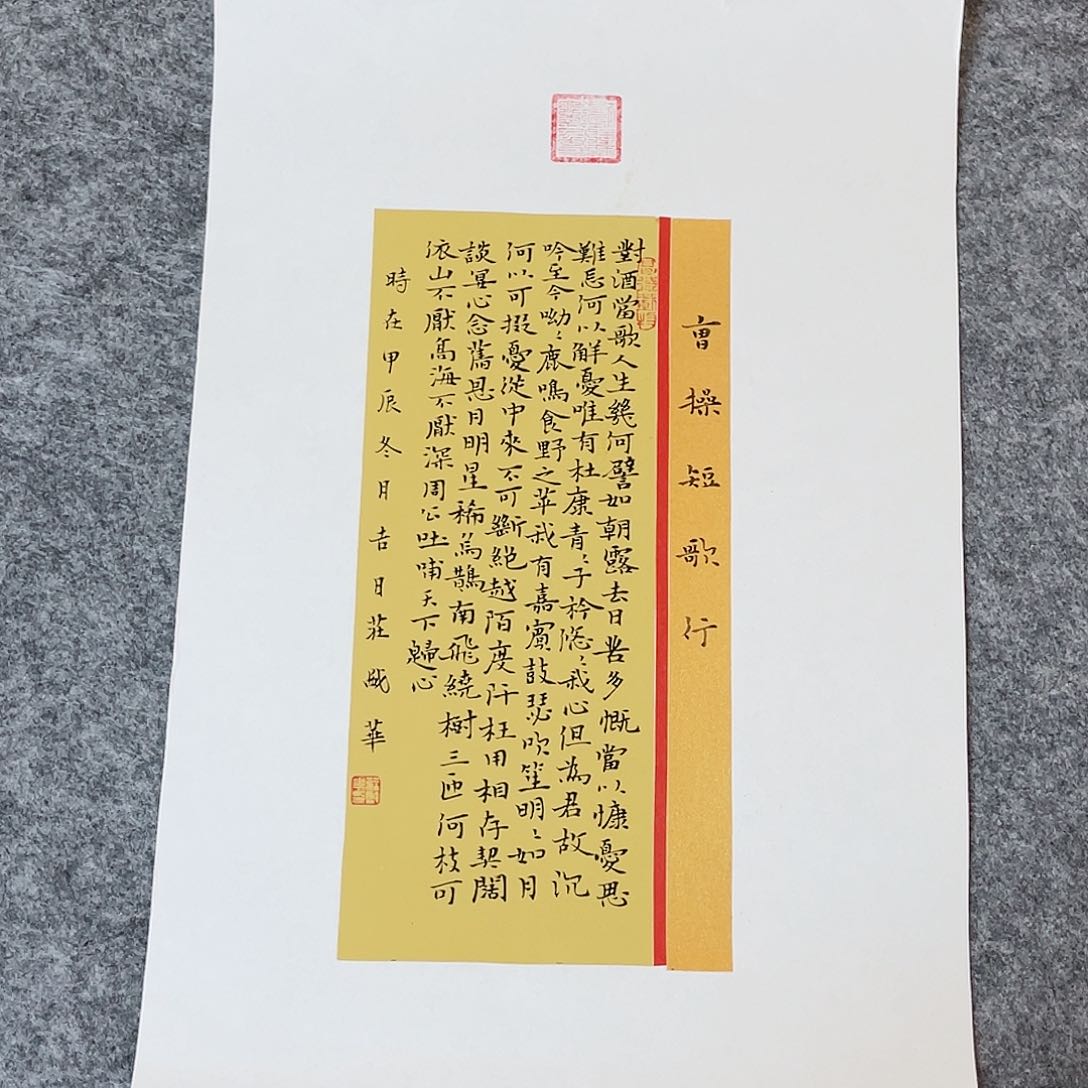 曹操短歌行
對酒當歌人生幾何譬如朝露去日苦多慨當以慷憂思
難忘何以觧憂唯有杜康青〻子衿悠〻我心但為君故沉
吟至今呦〻鹿鳴食野之苹我有嘉賓鼓瑟吹笙明〻如月
何以可掇憂從中來不可斷絕越陌度阡枉用相存契闊
談宴心念舊恩月明星稀烏鵲南飛繞樹三匝何枝可
依山不厭高海不厭深周公吐哺天下歸心
時在甲辰冬月吉日莊華